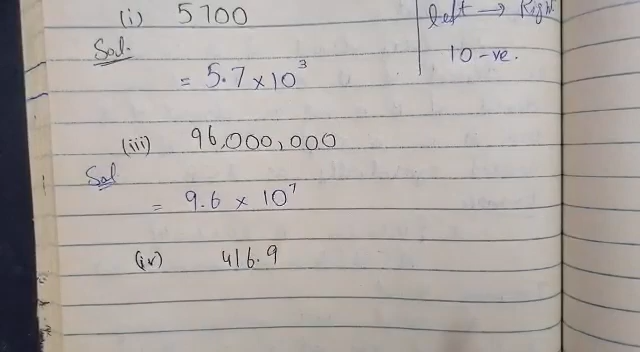 (i) 5700
left → Right
Sol.
10 -ve.
= 5.7 × 10³
(iii) 96,000,000
Sol
= 9.6 × 10⁷
(iv) 416.9